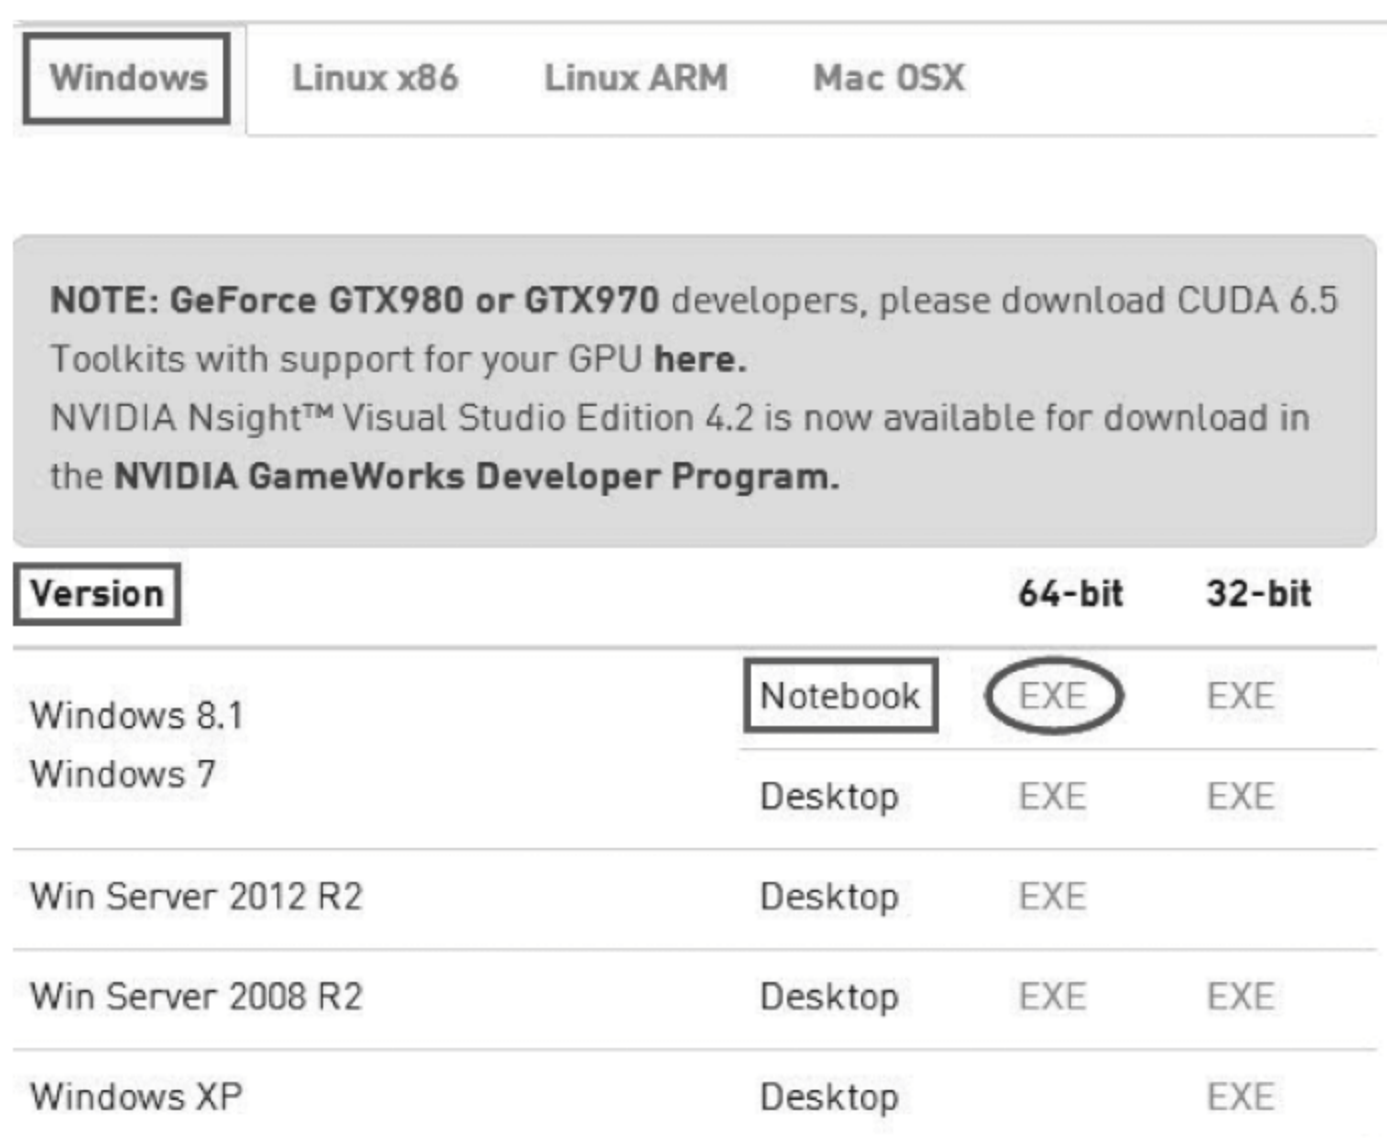 Windows Linux x86 Linux ARM Mac OSX
NOTE: GeForce GTX980 or GTX970 developers, please download CUDA 6.5
Toolkits with support for your GPU here.
NVIDIA Nsight™ Visual Studio Edition 4.2 is now available for download in
the NVIDIA GameWorks Developer Program.
Version 64-bit 32-bit
Windows 8.1 Notebook EXE EXE
Windows 7 Desktop EXE EXE
Win Server 2012 R2 Desktop EXE
Win Server 2008 R2 Desktop EXE EXE
Windows XP Desktop EXE